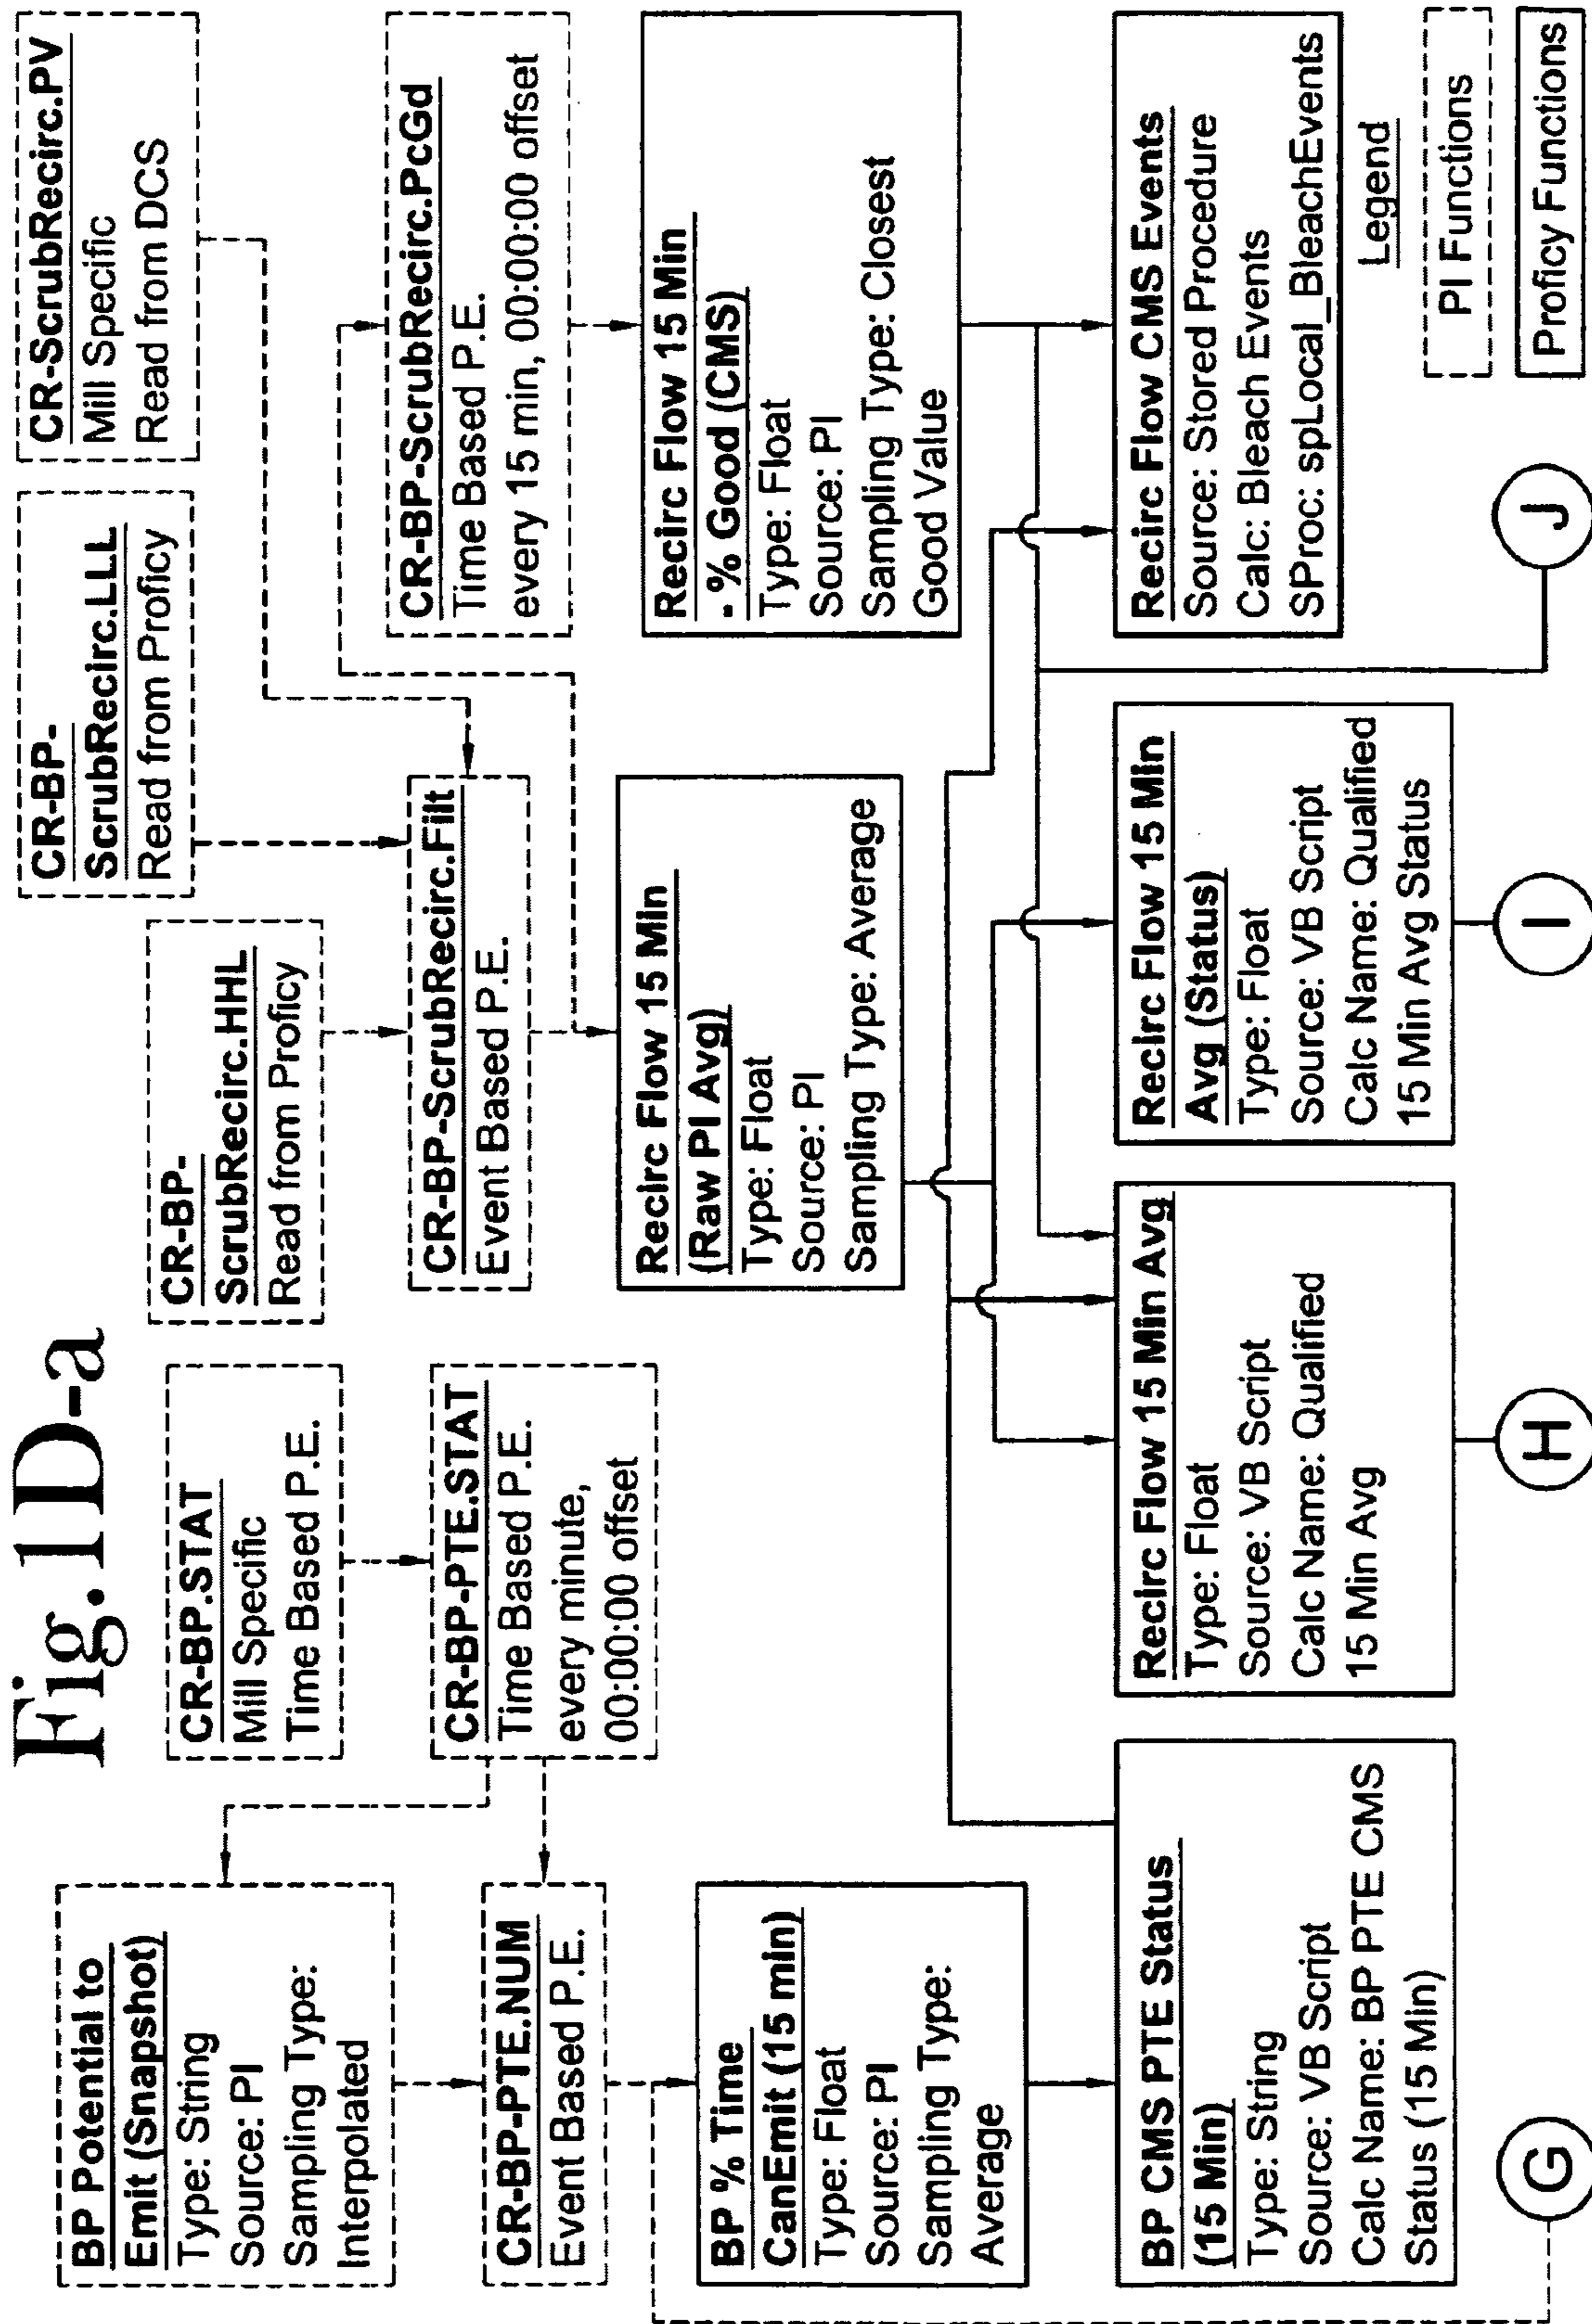 Fig.1D-a
BP Potential to
Emit (Snapshot)
Type: String
Source: PI
Sampling Type:
Interpolated
CR-BP.STAT
Mill Specific
Time Based P.E.
CR-BP-
ScrubRecirc.HHL
Read from Proficy
CR-BP-
ScrubRecirc.LLL
Read from Proficy
CR-ScrubRecirc.PV
Mill Specific
Read from DCS
CR-BP-PTE.STAT
Time Based P.E.
every minute,
00:00:00 offset
CR-BP-ScrubRecirc.Filt
Event Based P.E.
CR-BP-ScrubRecirc.PcGd
Time Based P.E.
every 15 min, 00:00:00 offset
CR-BP-PTE.NUM
Event Based P.E.
BP % Time
CanEmit (15 min)
Type: Float
Source: PI
Sampling Type:
Average
Recirc Flow 15 Min
(Raw PI Avg)
Type: Float
Source: PI
Sampling Type: Average
Recirc Flow 15 Min
- % Good (CMS)
Type: Float
Source: PI
Sampling Type: Closest
Good Value
BP CMS PTE Status
(15 Min)
Type: String
Source: VB Script
Calc Name: BP PTE CMS
Status (15 Min)
Recirc Flow 15 Min Avg
Type: Float
Source: VB Script
Calc Name: Qualified
15 Min Avg
Recirc Flow 15 Min
Avg (Status)
Type: Float
Source: VB Script
Calc Name: Qualified
15 Min Avg Status
Recirc Flow CMS Events
Source: Stored Procedure
Calc: Bleach Events
SProc: spLocal_BleachEvents
G
H
I
J
Legend
PI Functions
Proficy Functions